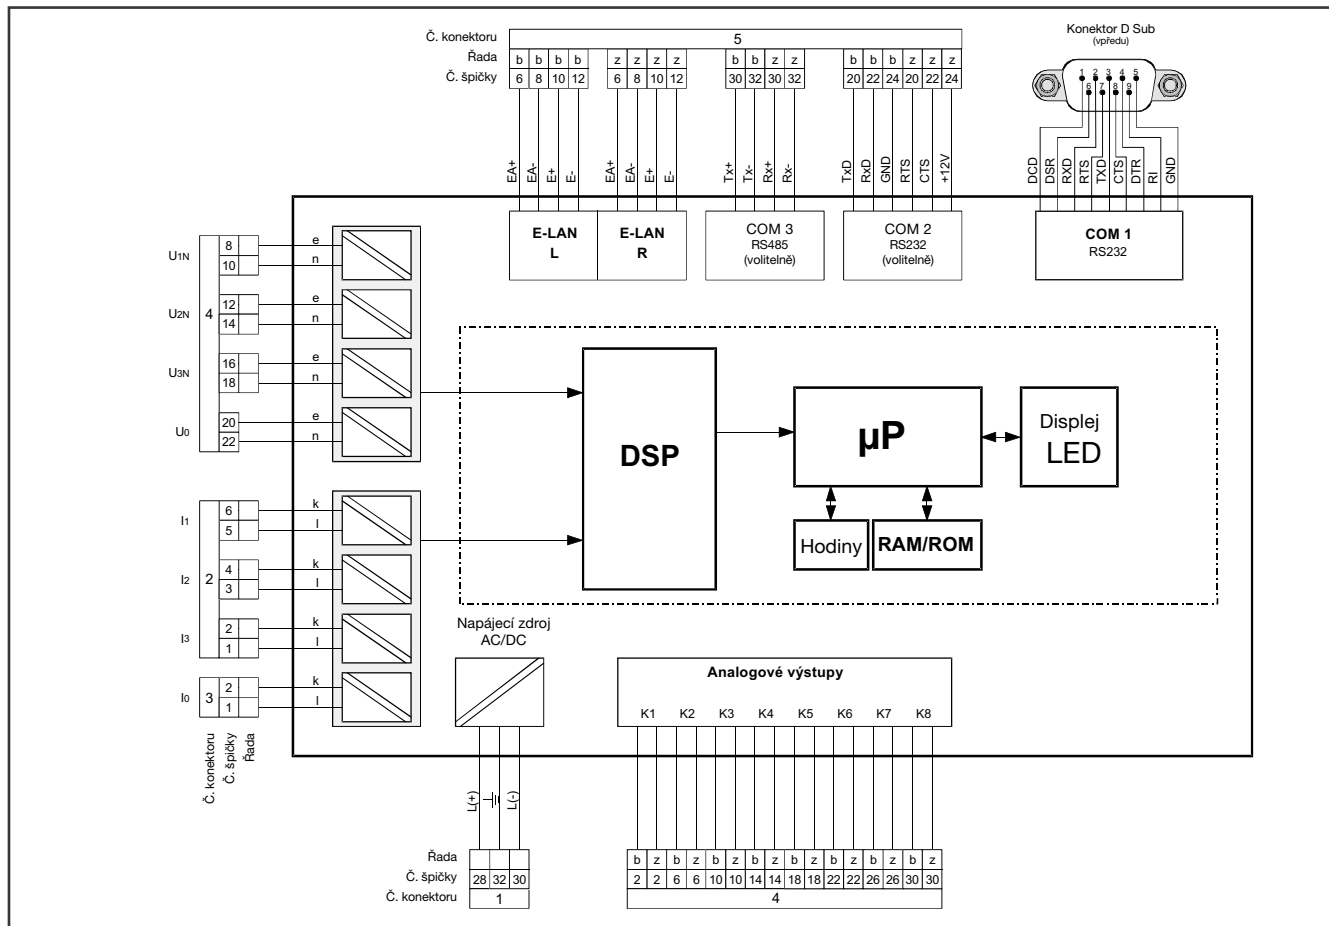 Č. konektoru
5
Konektor D Sub
(vpředu)
Řada
b b b b z z z z b b z z b b b z z z
Č. špičky
6 8 10 12 6 8 10 12 30 32 30 32 20 22 24 20 22 24
1 2 3 4 5
6 7 8 9
EA+ EA- E+ E- EA+ EA- E+ E- Tx+ Tx- Rx+ Rx- TxD RxD GND RTS CTS +12V
DCD DSR RXD RTS TXD CTS DTR RI GND
E-LAN
L
E-LAN
R
COM 3
RS485
(volitelně)
COM 2
RS232
(volitelně)
COM 1
RS232
U1N
4
8 e
10 n
U2N
12 e
14 n
U3N
16 e
18 n
U0
20 e
22 n
DSP
µP
Displej
LED
Hodiny
RAM/ROM
I1
2
6 k
5 l
I2
4 k
3 l
I3
2 k
1 l
I0
3
2 k
1 l
Č. konektoru
Č. špičky
Řada
Napájecí zdroj
AC/DC
Analogové výstupy
K1 K2 K3 K4 K5 K6 K7 K8
L(+) L(-)
Řada
b z b z b z b z b z b z b z b z
Č. špičky
28 32 30
2 2 6 6 10 10 14 14 18 18 22 22 26 26 30 30
Č. konektoru
1
4